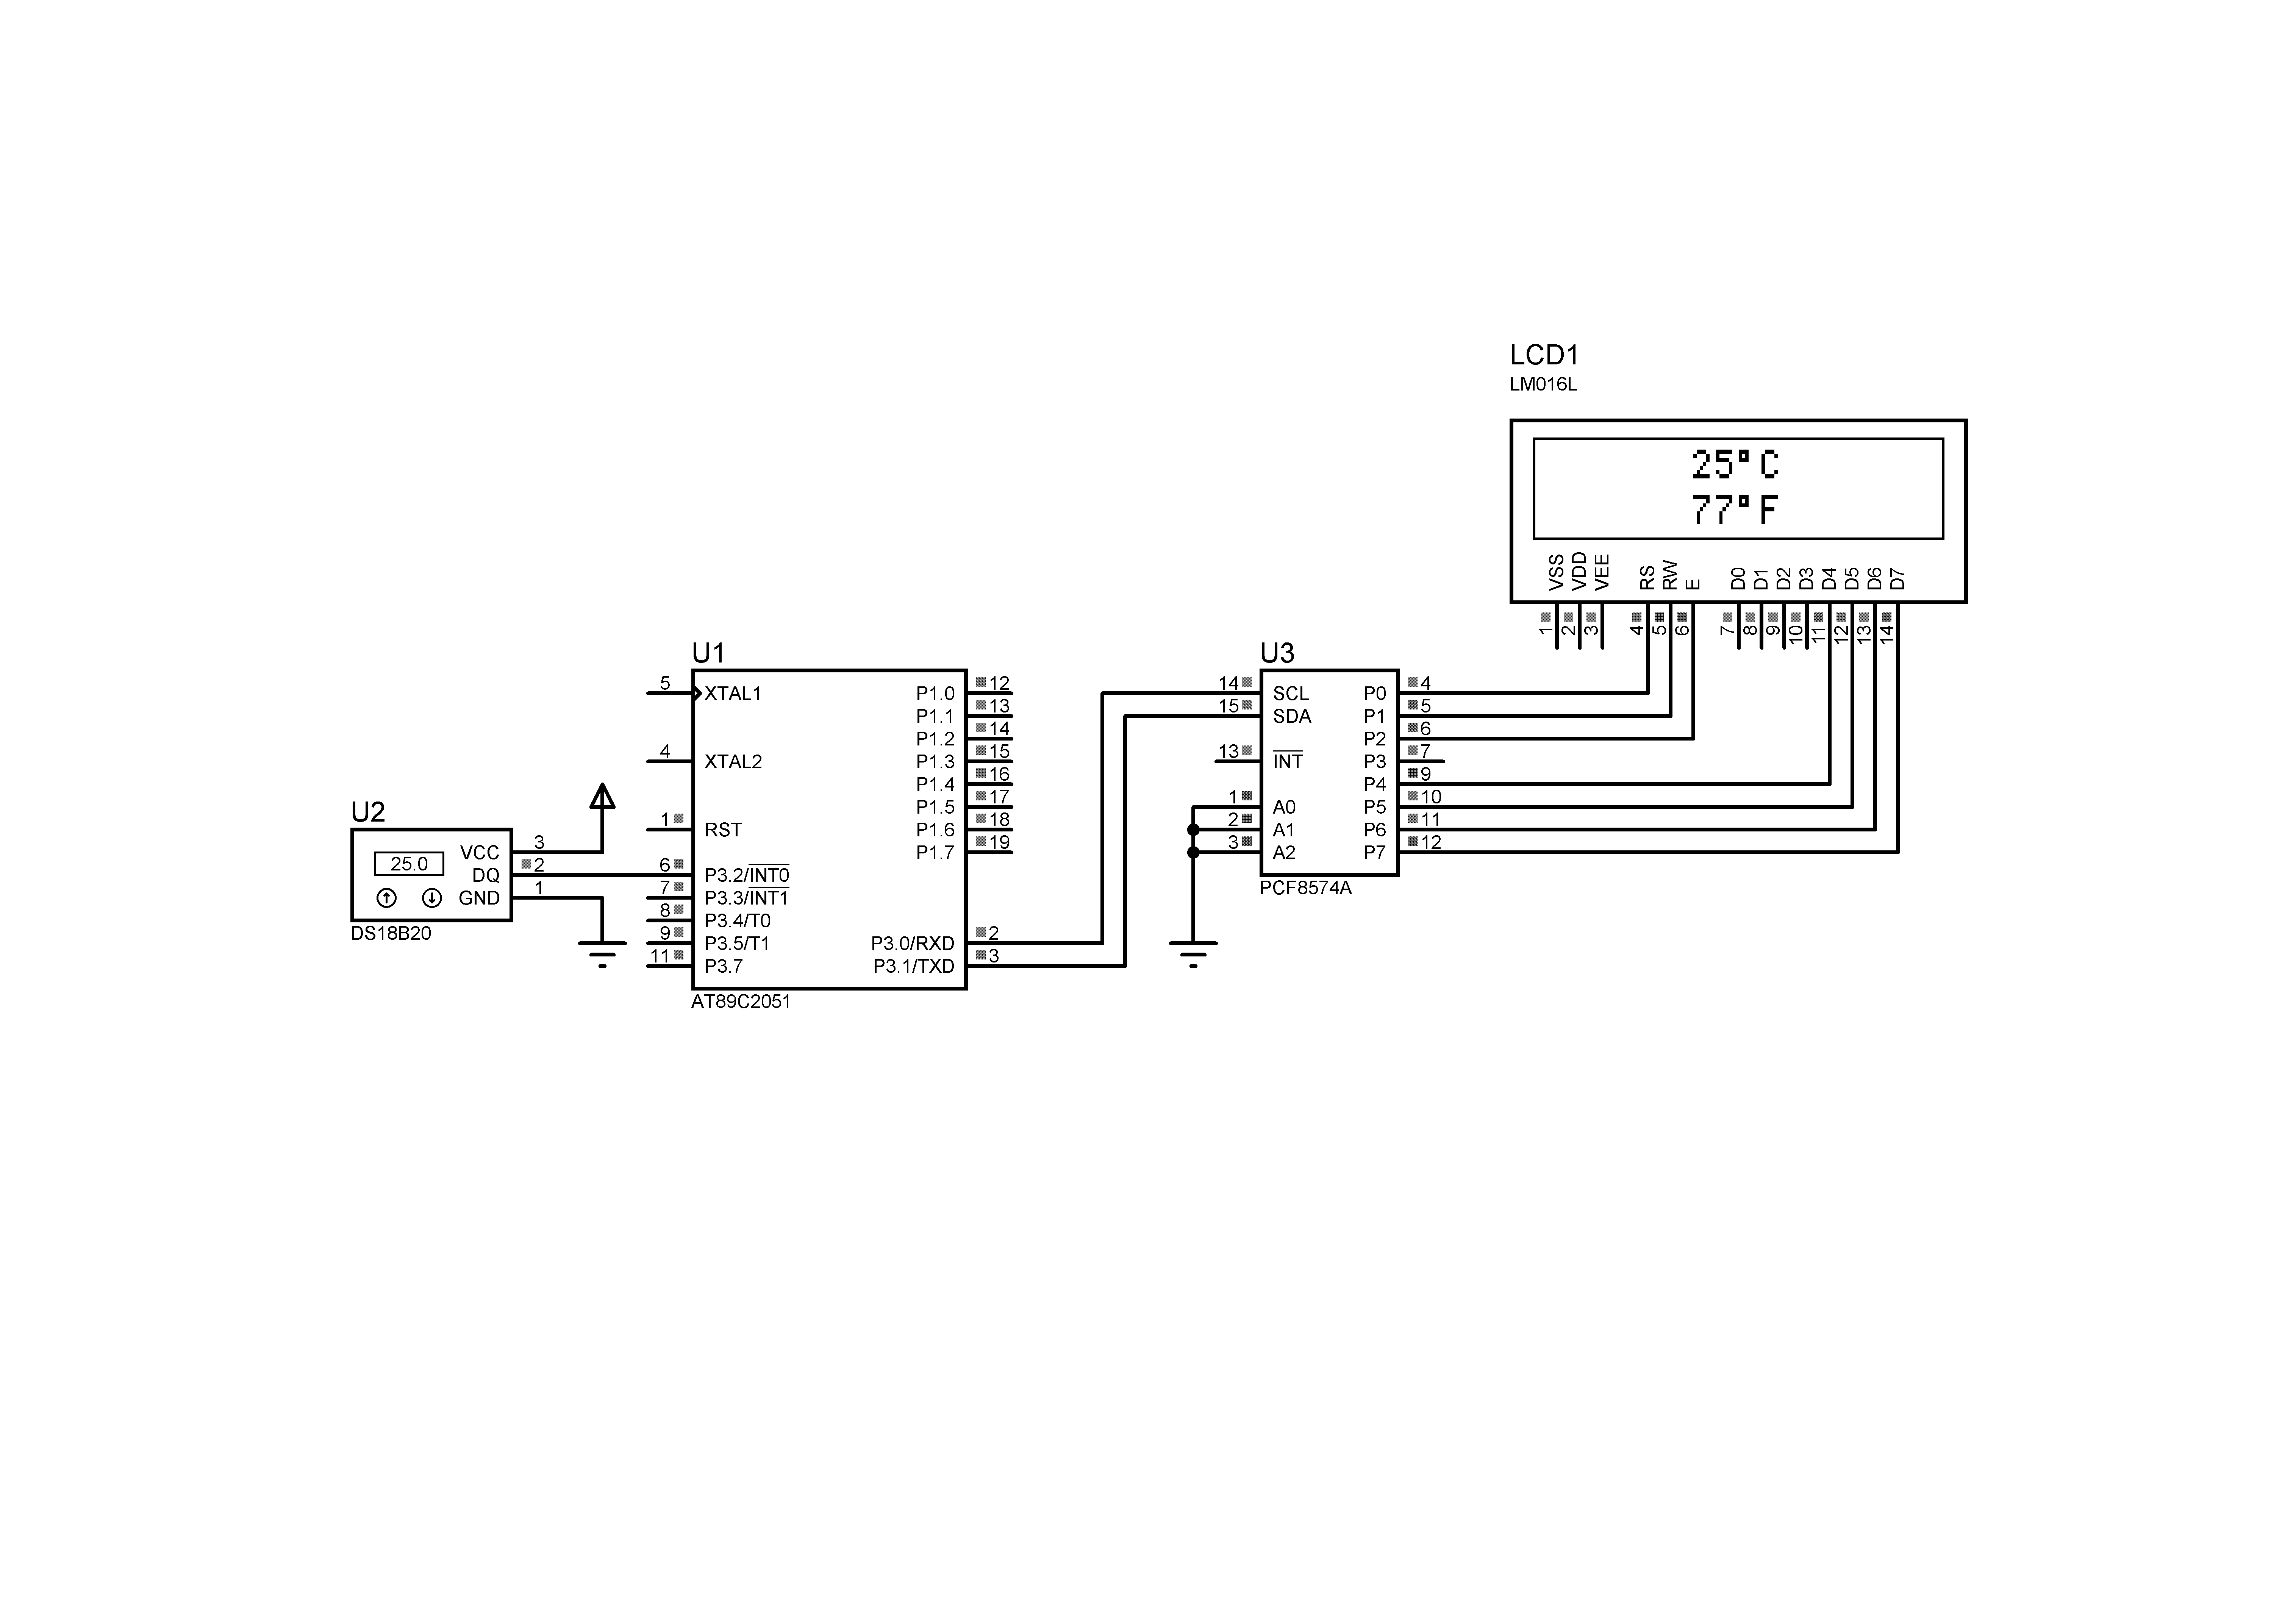 LCD1
LM016L
25°C
77°F
VSS
VDD
VEE
RS
RW
E
D0
D1
D2
D3
D4
D5
D6
D7
1
2
3
4
5
6
7
8
9
10
11
12
13
14
U1
5 XTAL1
4 XTAL2
1 RST
6 P3.2/INT0
7 P3.3/INT1
8 P3.4/T0
9 P3.5/T1
11 P3.7
P1.0 12
P1.1 13
P1.2 14
P1.3 15
P1.4 16
P1.5 17
P1.6 18
P1.7 19
P3.0/RXD 2
P3.1/TXD 3
AT89C2051
U2
25.0
VCC 3
DQ 2
GND 1
DS18B20
U3
14 SCL
15 SDA
13 INT
1 A0
2 A1
3 A2
P0 4
P1 5
P2 6
P3 7
P4 9
P5 10
P6 11
P7 12
PCF8574A